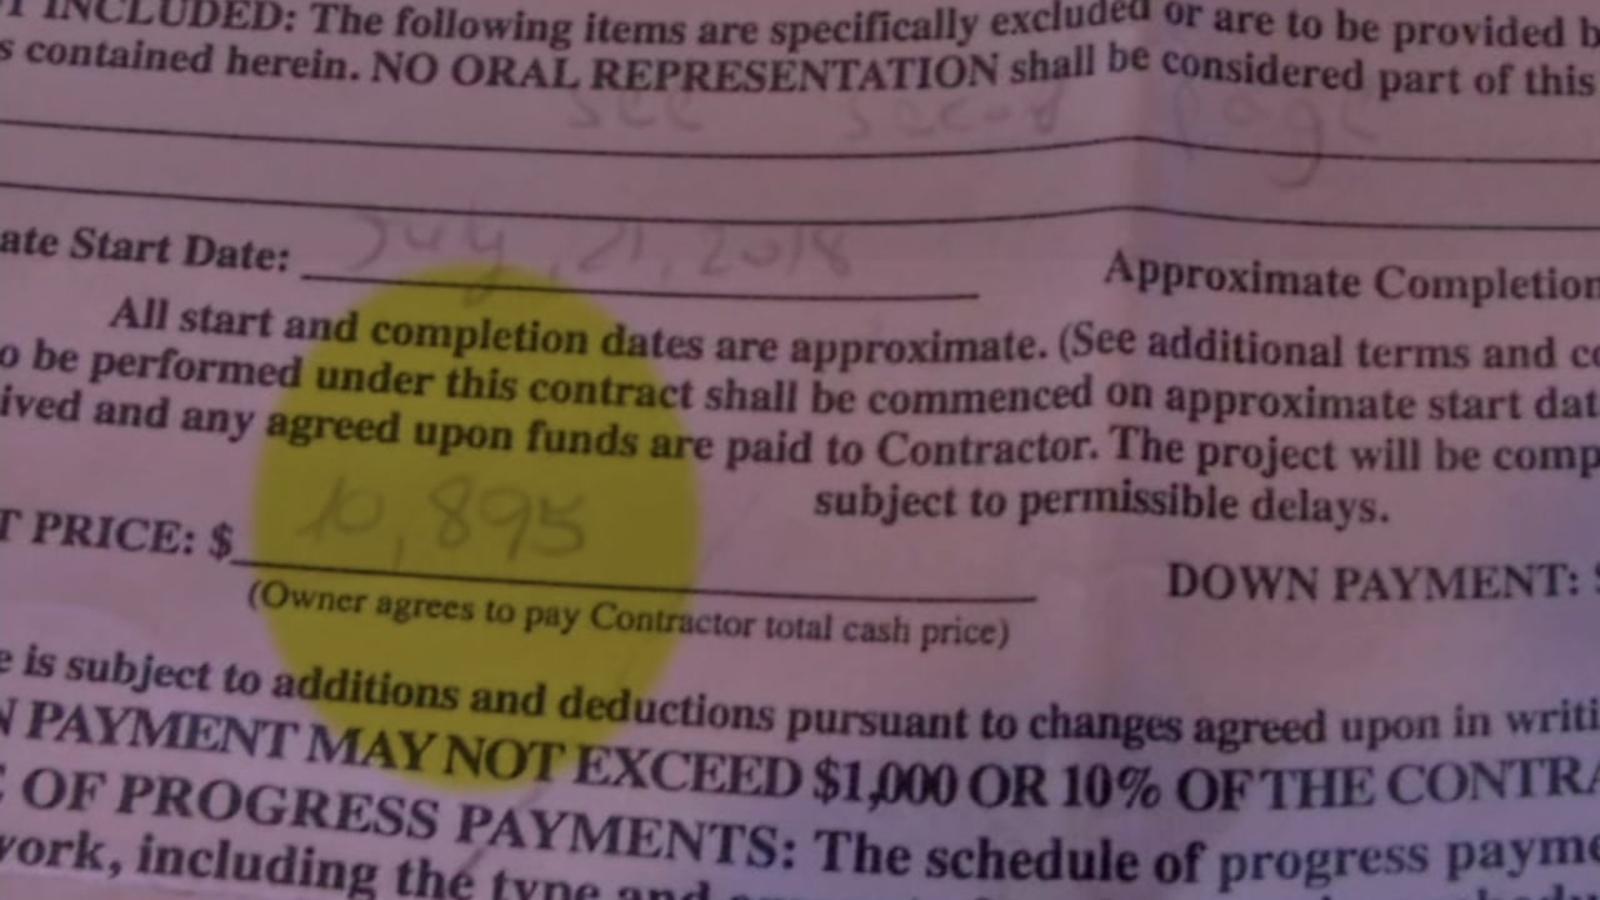 T INCLUDED: The following items are specifically excluded or are to be provided b
s contained herein. NO ORAL REPRESENTATION shall be considered part of this
see second page
ate Start Date: July, 21, 2018 Approximate Completion
All start and completion dates are approximate. (See additional terms and co
o be performed under this contract shall be commenced on approximate start dat
ived and any agreed upon funds are paid to Contractor. The project will be comp
subject to permissible delays.
T PRICE: $ 10,895 DOWN PAYMENT: $
(Owner agrees to pay Contractor total cash price)
e is subject to additions and deductions pursuant to changes agreed upon in writi
N PAYMENT MAY NOT EXCEED $1,000 OR 10% OF THE CONTRA
E OF PROGRESS PAYMENTS: The schedule of progress payme
work, including the type and